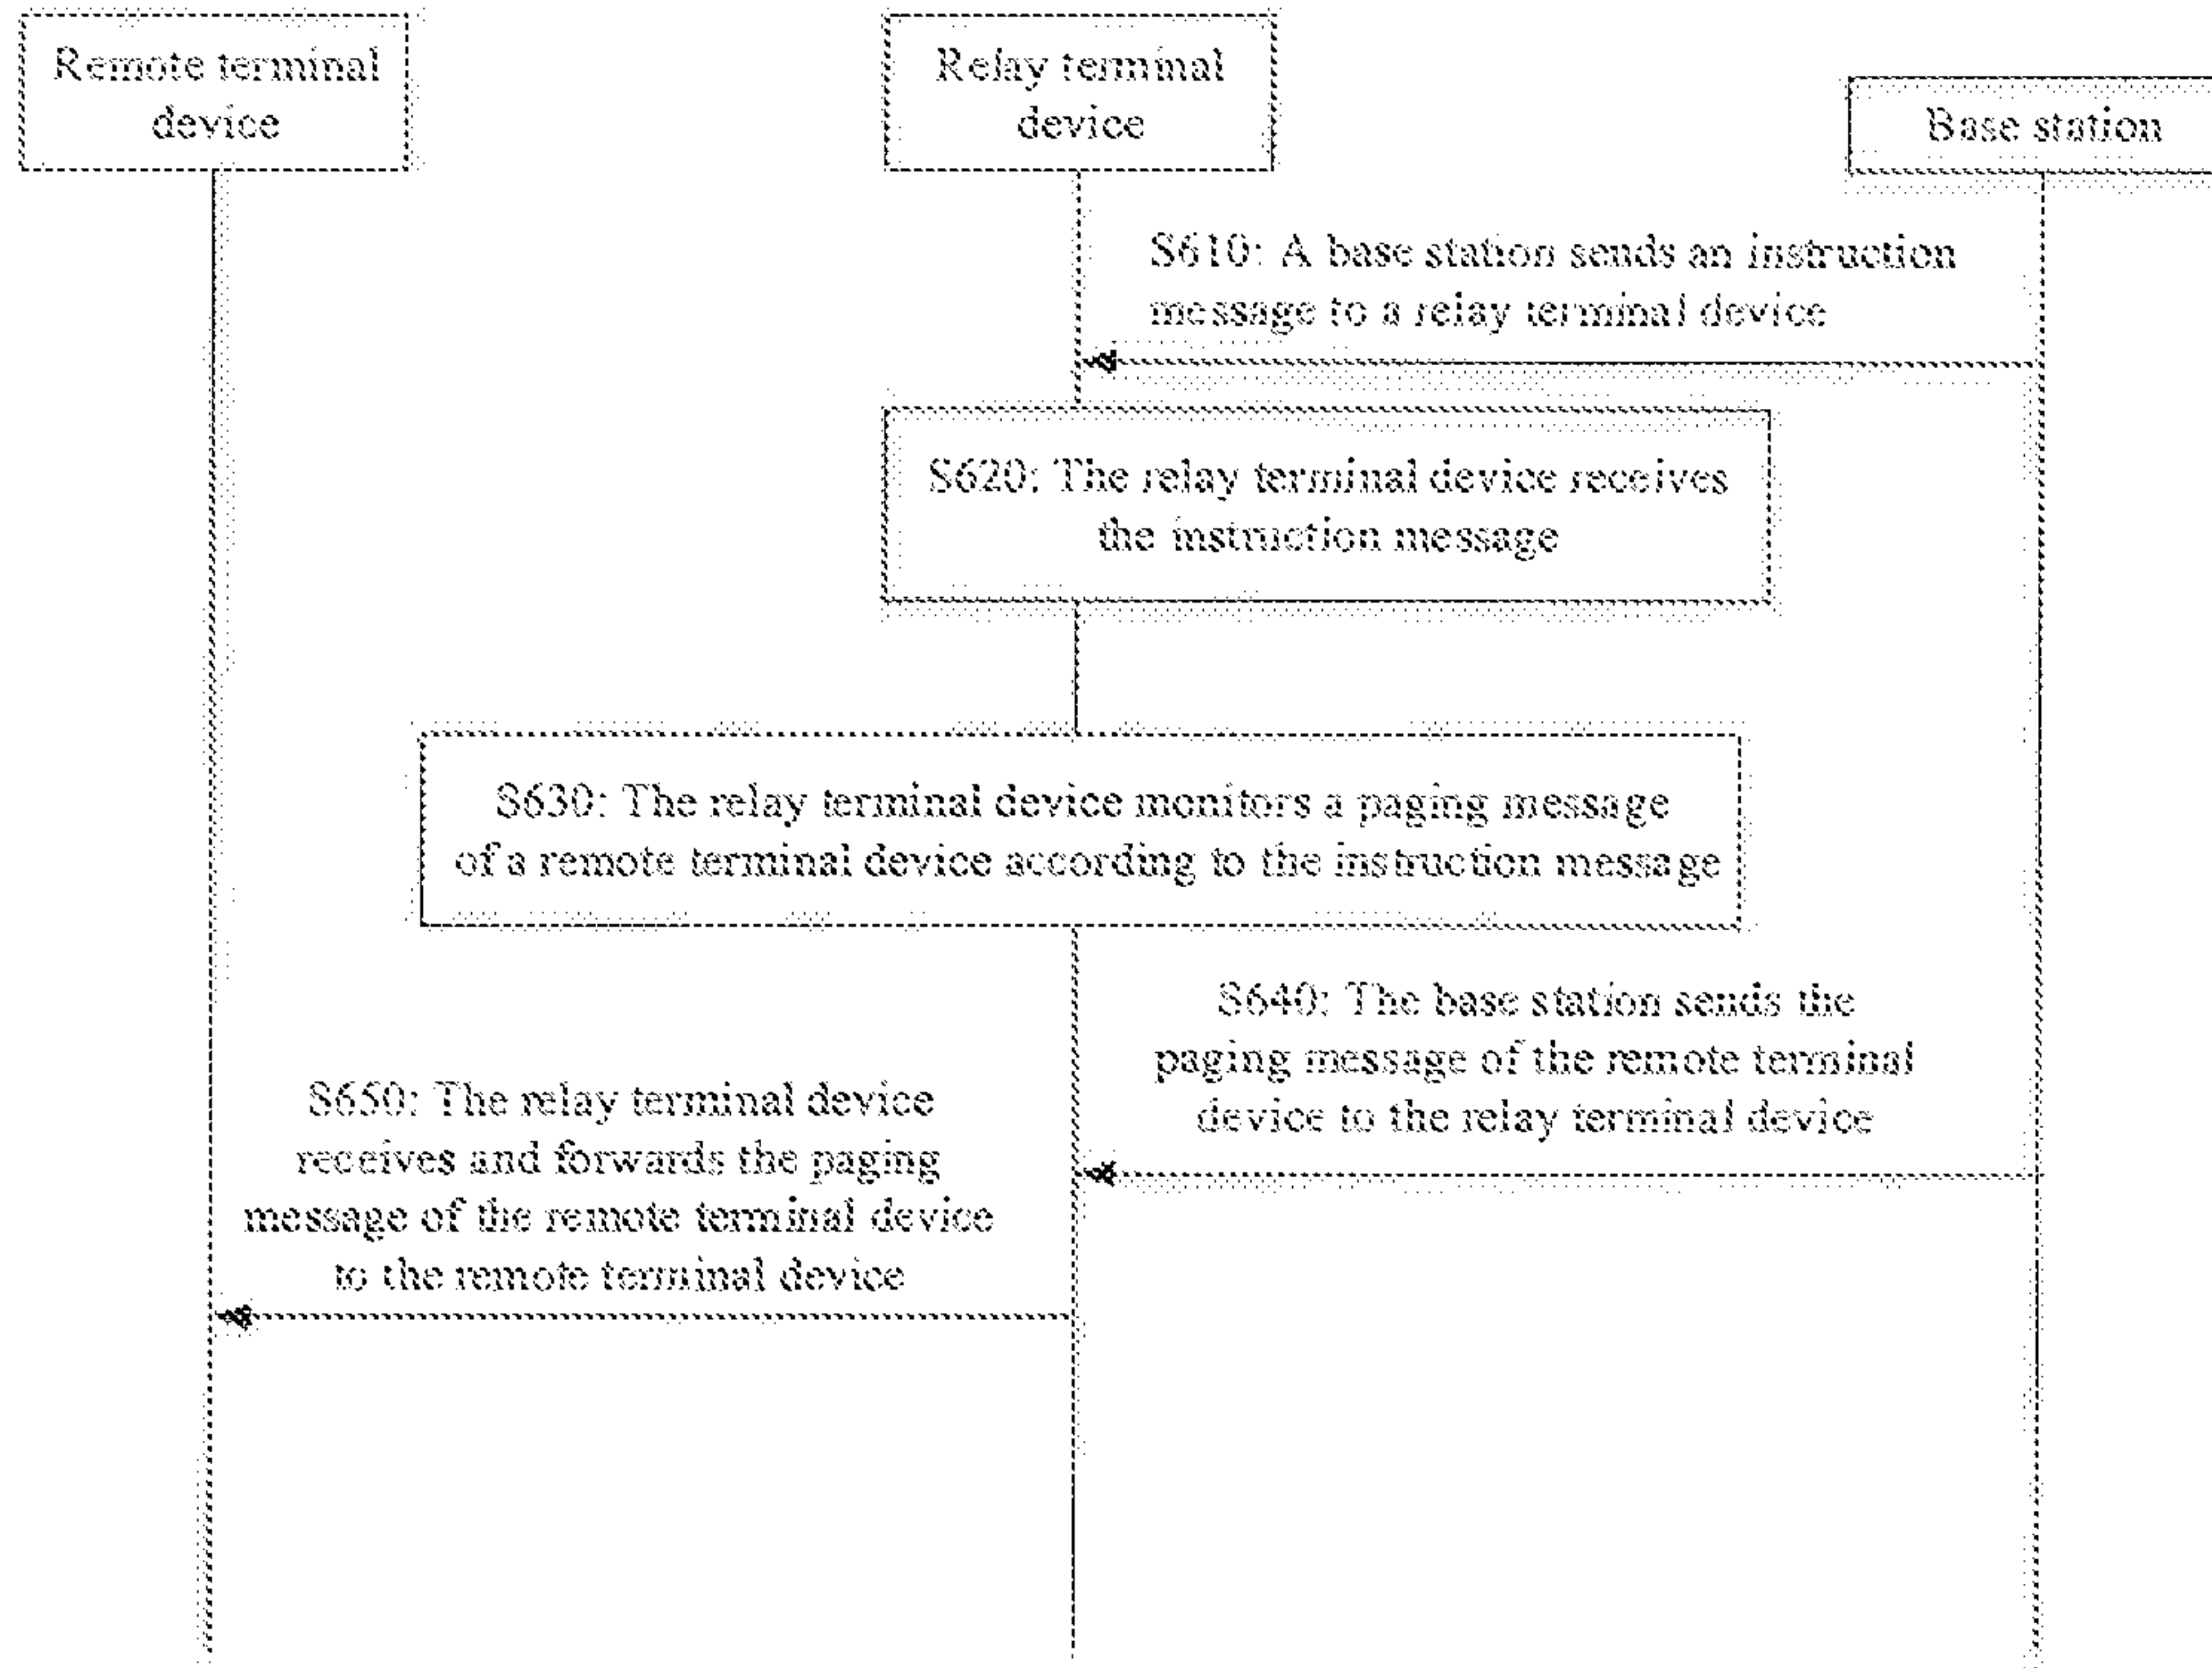 Remote terminal
device
Relay terminal
device
Base station
S610: A base station sends an instruction
message to a relay terminal device
S620: The relay terminal device receives
the instruction message
S630: The relay terminal device monitors a paging message
of a remote terminal device according to the instruction message
S640: The base station sends the
paging message of the remote terminal
device to the relay terminal device
S650: The relay terminal device
receives and forwards the paging
message of the remote terminal device
to the remote terminal device